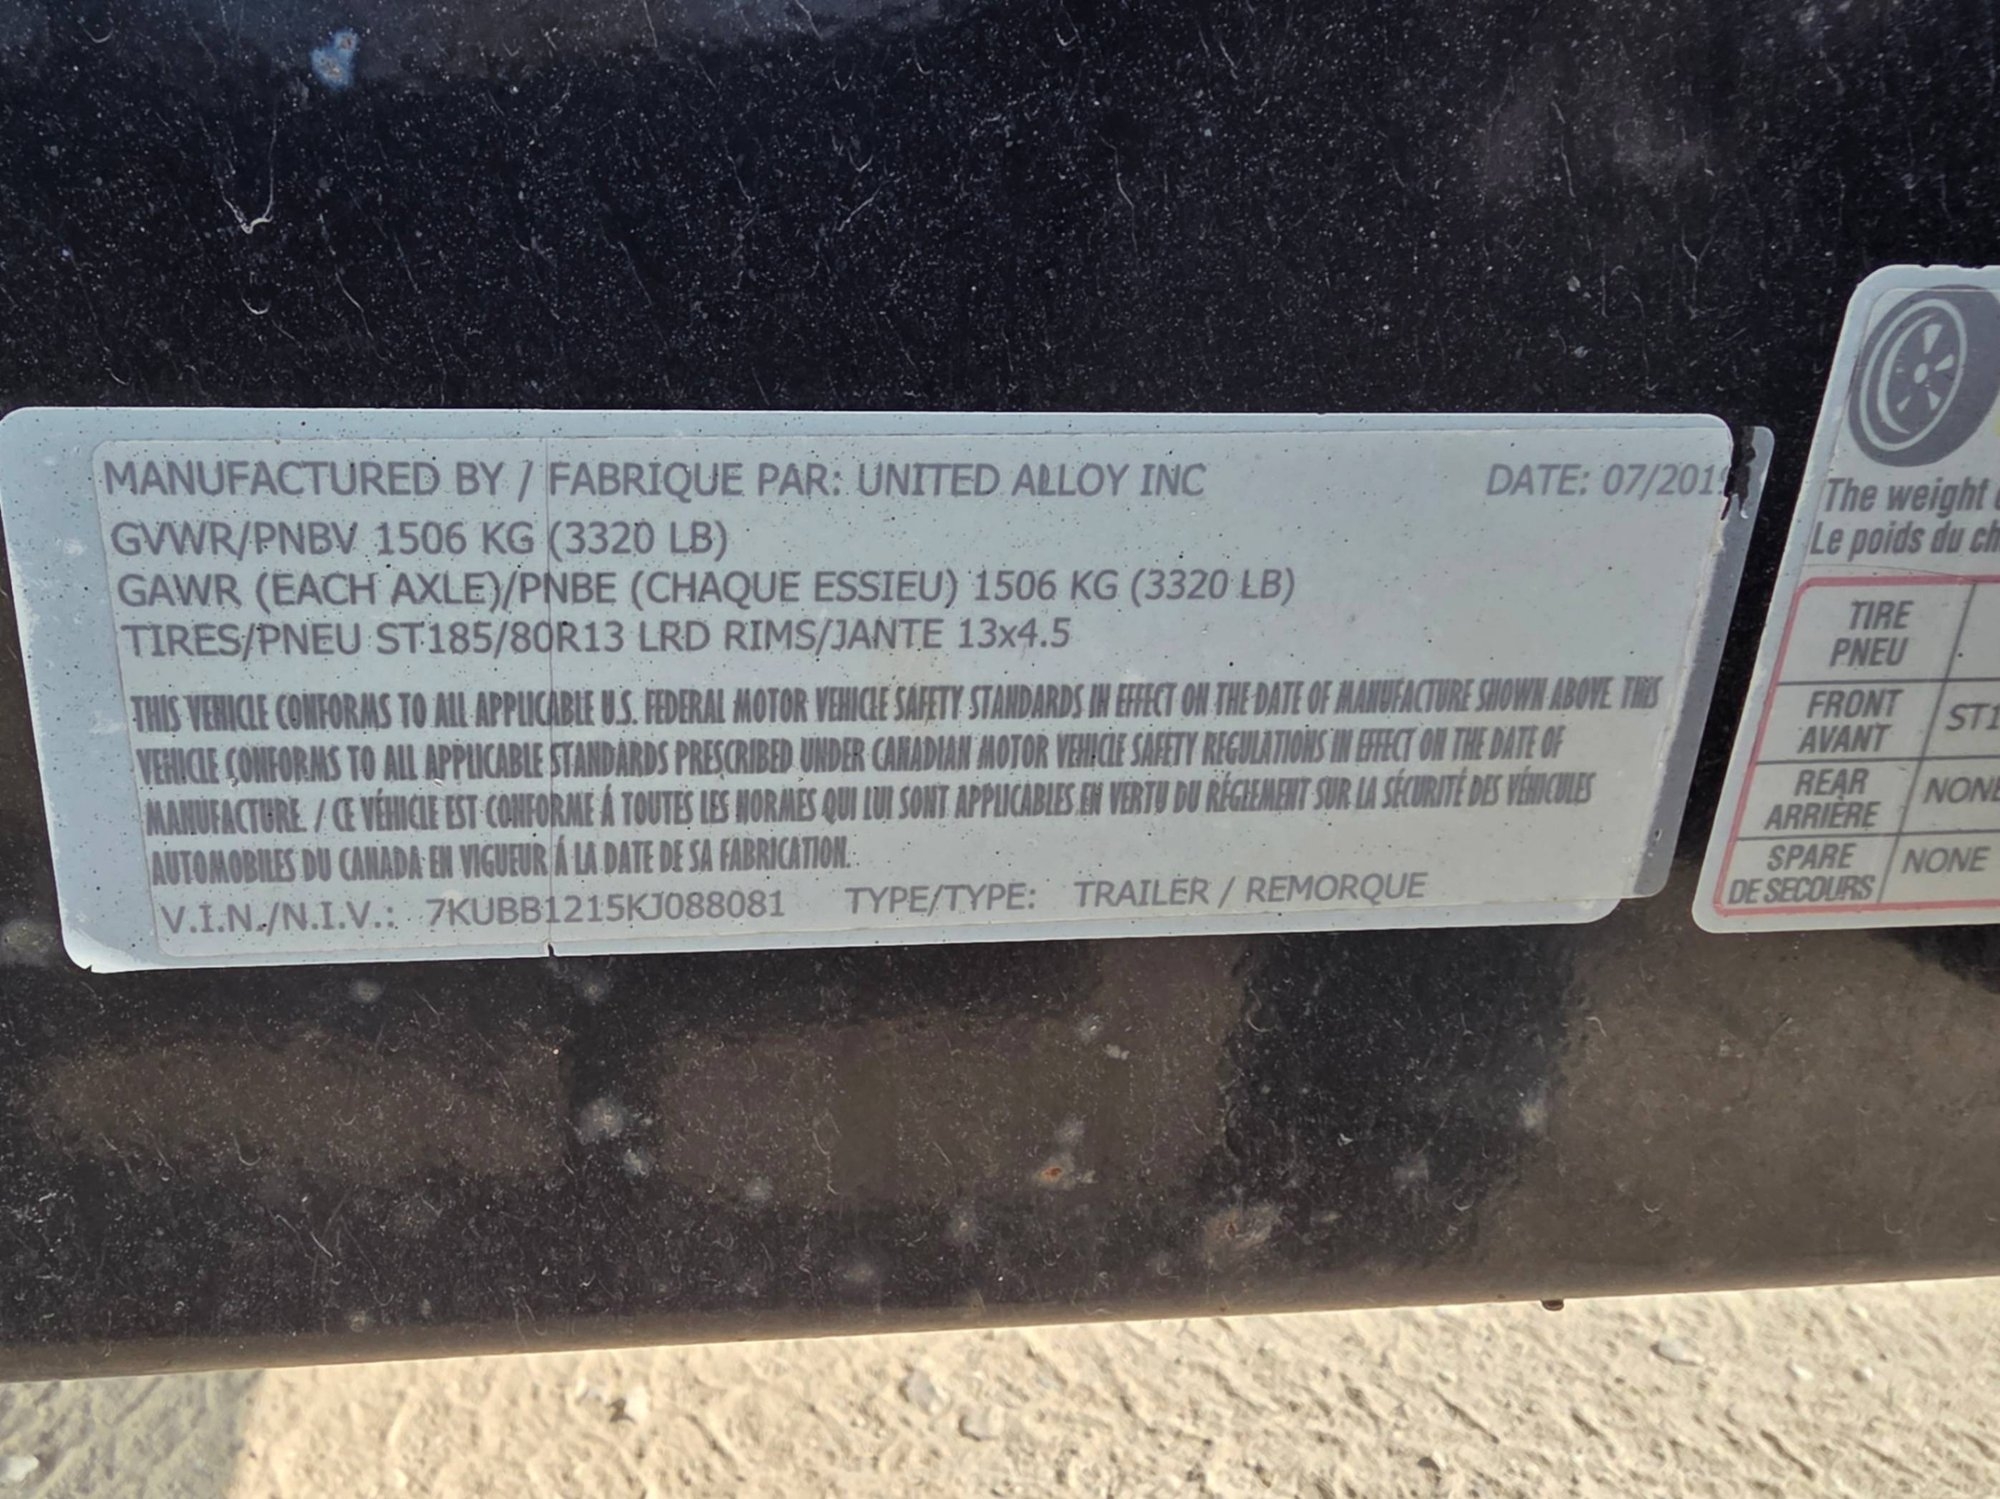 MANUFACTURED BY / FABRIQUE PAR: UNITED ALLOY INC DATE: 07/2019
GVWR/PNBV 1506 KG (3320 LB)
GAWR (EACH AXLE)/PNBE (CHAQUE ESSIEU) 1506 KG (3320 LB)
TIRES/PNEU ST185/80R13 LRD RIMS/JANTE 13x4.5
THIS VEHICLE CONFORMS TO ALL APPLICABLE U.S. FEDERAL MOTOR VEHICLE SAFETY STANDARDS IN EFFECT ON THE DATE OF MANUFACTURE SHOWN ABOVE. THIS
VEHICLE CONFORMS TO ALL APPLICABLE STANDARDS PRESCRIBED UNDER CANADIAN MOTOR VEHICLE SAFETY REGULATIONS IN EFFECT ON THE DATE OF
MANUFACTURE. / CE VÉHICLE EST CONFORME Á TOUTES LES NORMES QUI LUI SONT APPLICABLES EN VERTU DU RÉGLEMENT SUR LA SÉCURITÉ DES VÉHICULES
AUTOMOBILES DU CANADA EN VIGUEUR Á LA DATE DE SA FABRICATION.
V.I.N./N.I.V.: 7KUBB1215KJ088081 TYPE/TYPE: TRAILER / REMORQUE
The weight
Le poids du
TIRE
PNEU
FRONT
AVANT
ST1
REAR
ARRIÈRE
NONE
SPARE
DE SECOURS
NONE